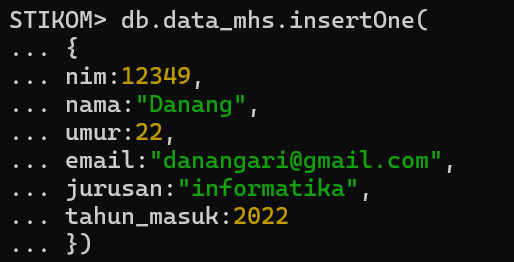 STIKOM> db.data_mhs.insertOne(
... {
... nim:12349,
... nama:"Danang",
... umur:22,
... email:"danangari@gmail.com",
... jurusan:"informatika",
... tahun_masuk:2022
... })